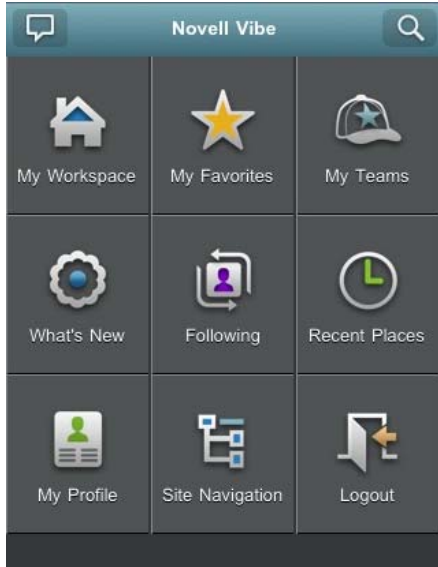 Novell Vibe
My Workspace
My Favorites
My Teams
What's New
Following
Recent Places
My Profile
Site Navigation
Logout